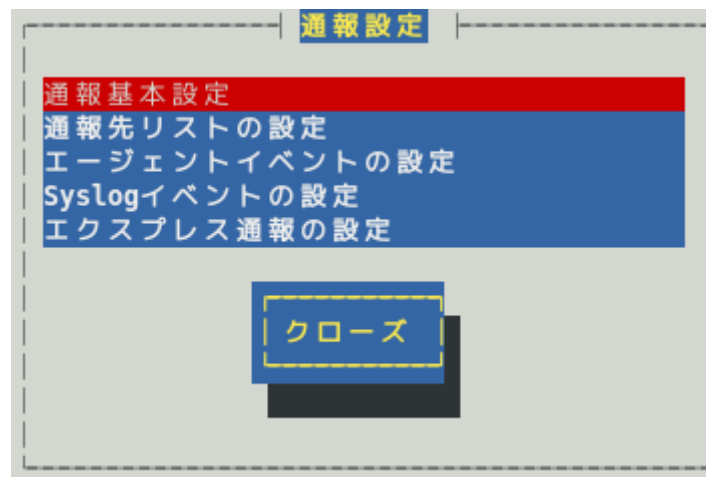 通報設定
通報基本設定
通報先リストの設定
エージェントイベントの設定
Syslogイベントの設定
エクスプレス通報の設定
クローズ